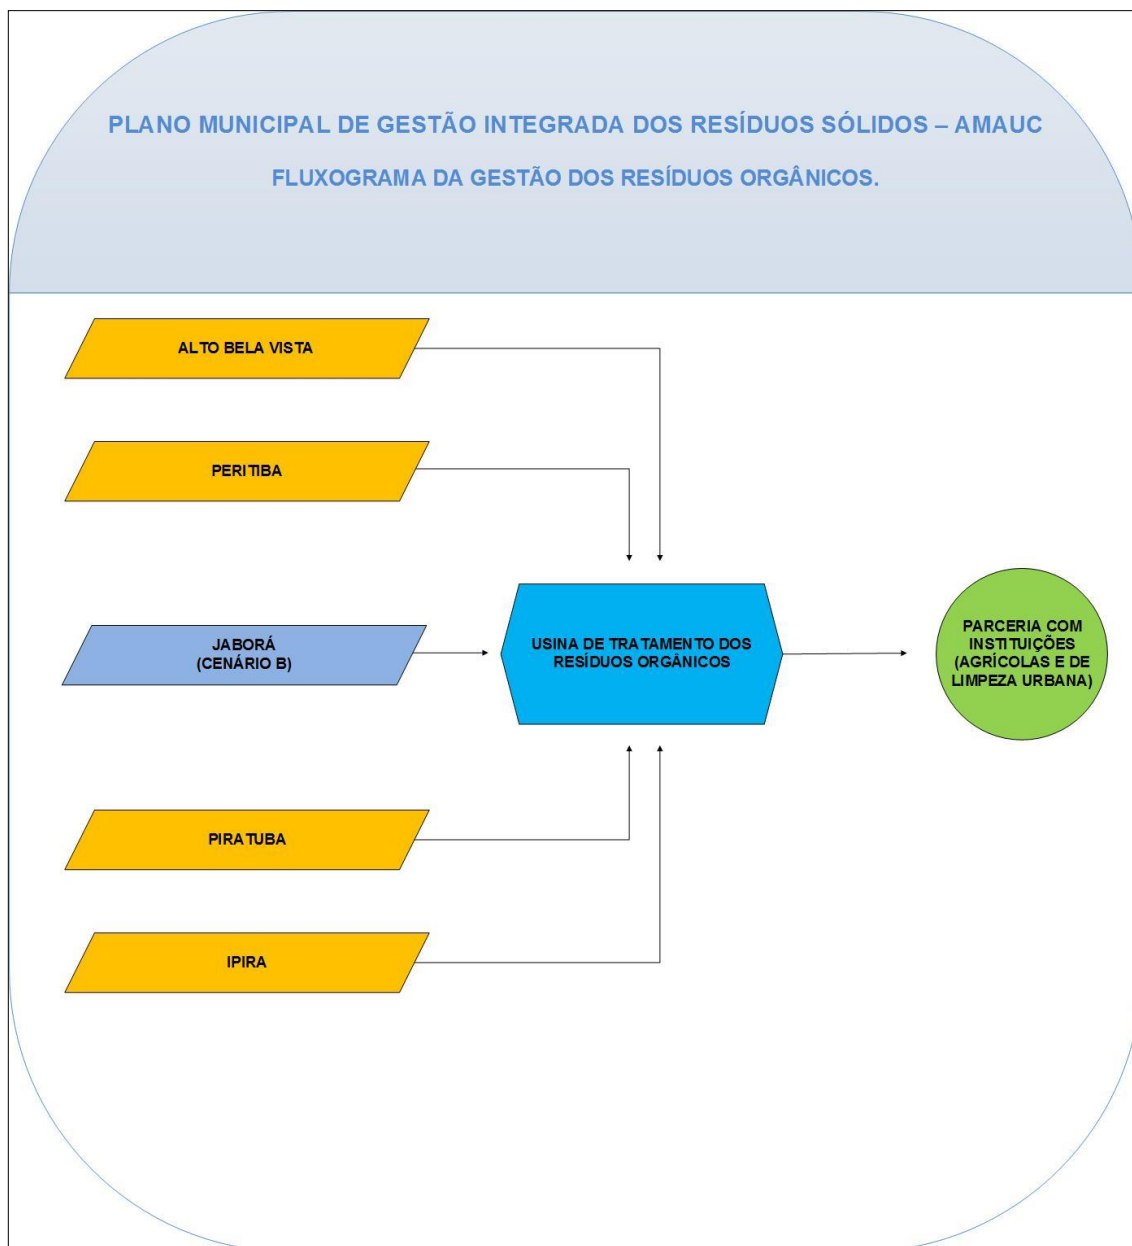 PLANO MUNICIPAL DE GESTÃO INTEGRADA DOS RESÍDUOS SÓLIDOS – AMAUC
FLUXOGRAMA DA GESTÃO DOS RESÍDUOS ORGÂNICOS.
ALTO BELA VISTA
PERITIBA
JABORÁ
(CENÁRIO B)
USINA DE TRATAMENTO DOS
RESÍDUOS ORGÂNICOS
PARCERIA COM
INSTITUIÇÕES
(AGRÍCOLAS E DE
LIMPEZA URBANA)
PIRATUBA
IPIRA